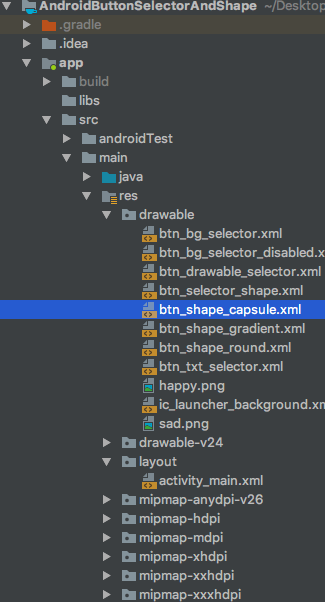 AndroidButtonSelectorAndShape ~/Desktop
.gradle
.idea
app
build
libs
src
androidTest
main
java
res
drawable
btn_bg_selector.xml
btn_bg_selector_disabled.x
btn_drawable_selector.xml
btn_selector_shape.xml
btn_shape_capsule.xml
btn_shape_gradient.xml
btn_shape_round.xml
btn_txt_selector.xml
happy.png
ic_launcher_background.xm
sad.png
drawable-v24
layout
activity_main.xml
mipmap-anydpi-v26
mipmap-hdpi
mipmap-mdpi
mipmap-xhdpi
mipmap-xxhdpi
mipmap-xxxhdpi